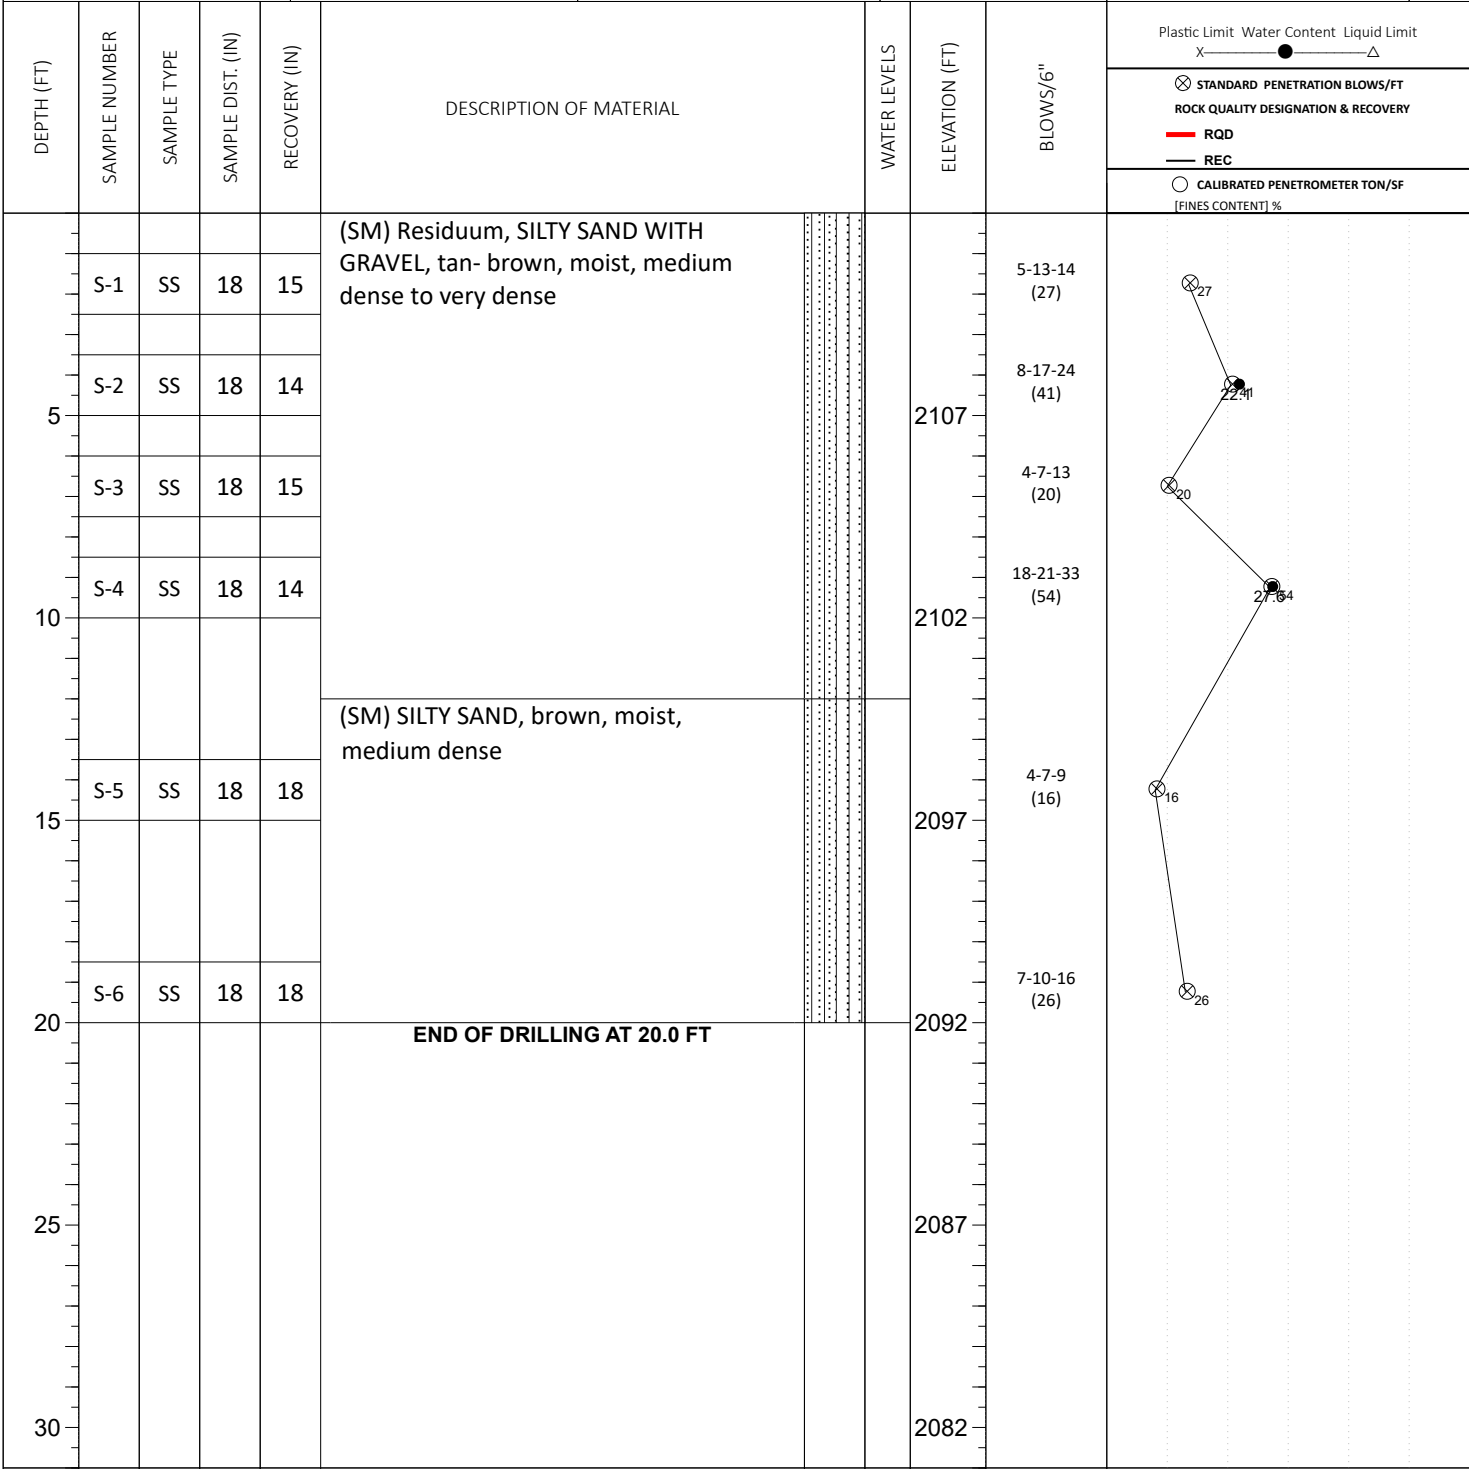 DEPTH (FT)
SAMPLE NUMBER
SAMPLE TYPE
SAMPLE DIST. (IN)
RECOVERY (IN)
DESCRIPTION OF MATERIAL
WATER LEVELS
ELEVATION (FT)
BLOWS/6"
Plastic Limit Water Content Liquid Limit
X
STANDARD PENETRATION BLOWS/FT
ROCK QUALITY DESIGNATION & RECOVERY
RQD
REC
CALIBRATED PENETROMETER TON/SF
[FINES CONTENT] %
(SM) Residuum, SILTY SAND WITH
GRAVEL, tan- brown, moist, medium
dense to very dense
S-1 SS 18 15
5-13-14
(27)
27
S-2 SS 18 14
8-17-24
(41)
22.1
41
5
2107
S-3 SS 18 15
4-7-13
(20)
20
S-4 SS 18 14
18-21-33
(54)
27.6
54
10
2102
(SM) SILTY SAND, brown, moist,
medium dense
S-5 SS 18 18
4-7-9
(16)
16
15
2097
S-6 SS 18 18
7-10-16
(26)
26
20
2092
END OF DRILLING AT 20.0 FT
25
2087
30
2082